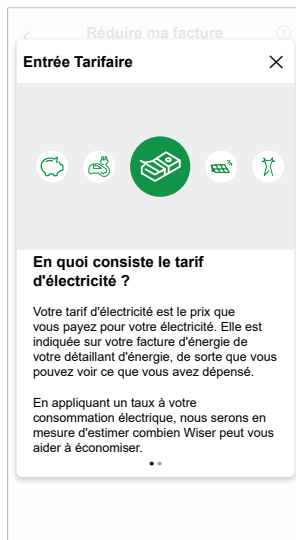 Réduire ma facture
Entrée Tarifaire
En quoi consiste le tarif
d'électricité ?
Votre tarif d'électricité est le prix que
vous payez pour votre électricité. Elle est
indiquée sur votre facture d'énergie de
votre détaillant d'énergie, de sorte que vous
pouvez voir ce que vous avez dépensé.
En appliquant un taux à votre
consommation électrique, nous serons en
mesure d'estimer combien Wiser peut vous
aider à économiser.